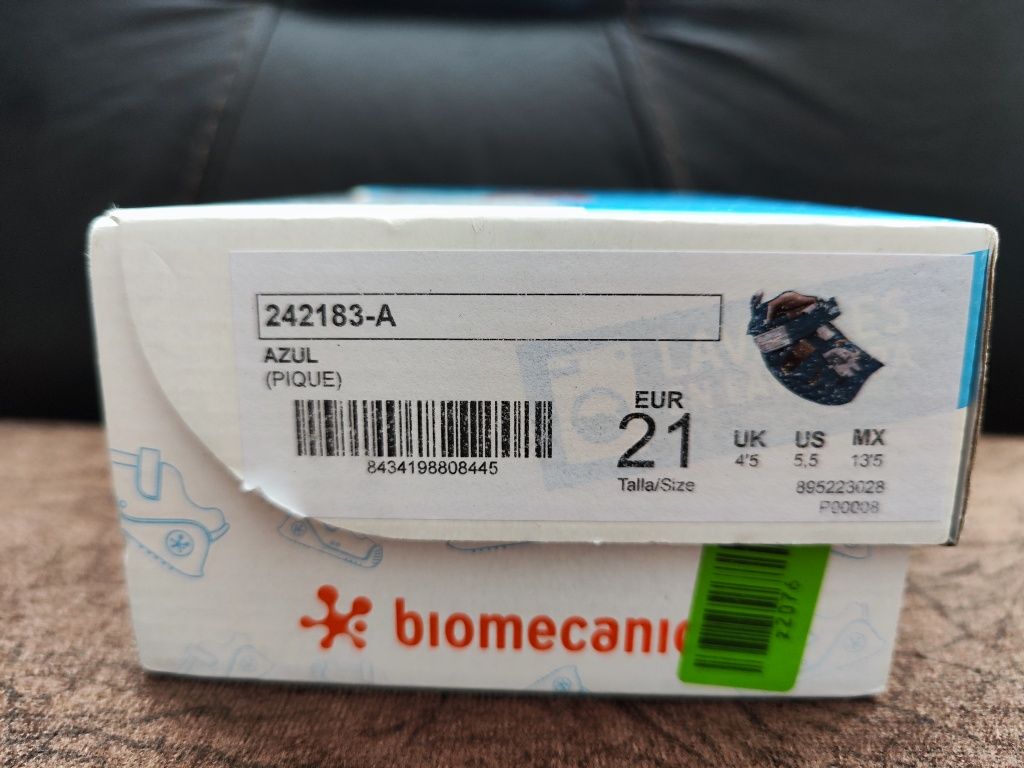 242183-A
AZUL
(PIQUE)
8434198808445
EUR
21
Talla/Size
UK US MX
4'5 5,5 13'5
895223028
P00008
biomecanic
22076